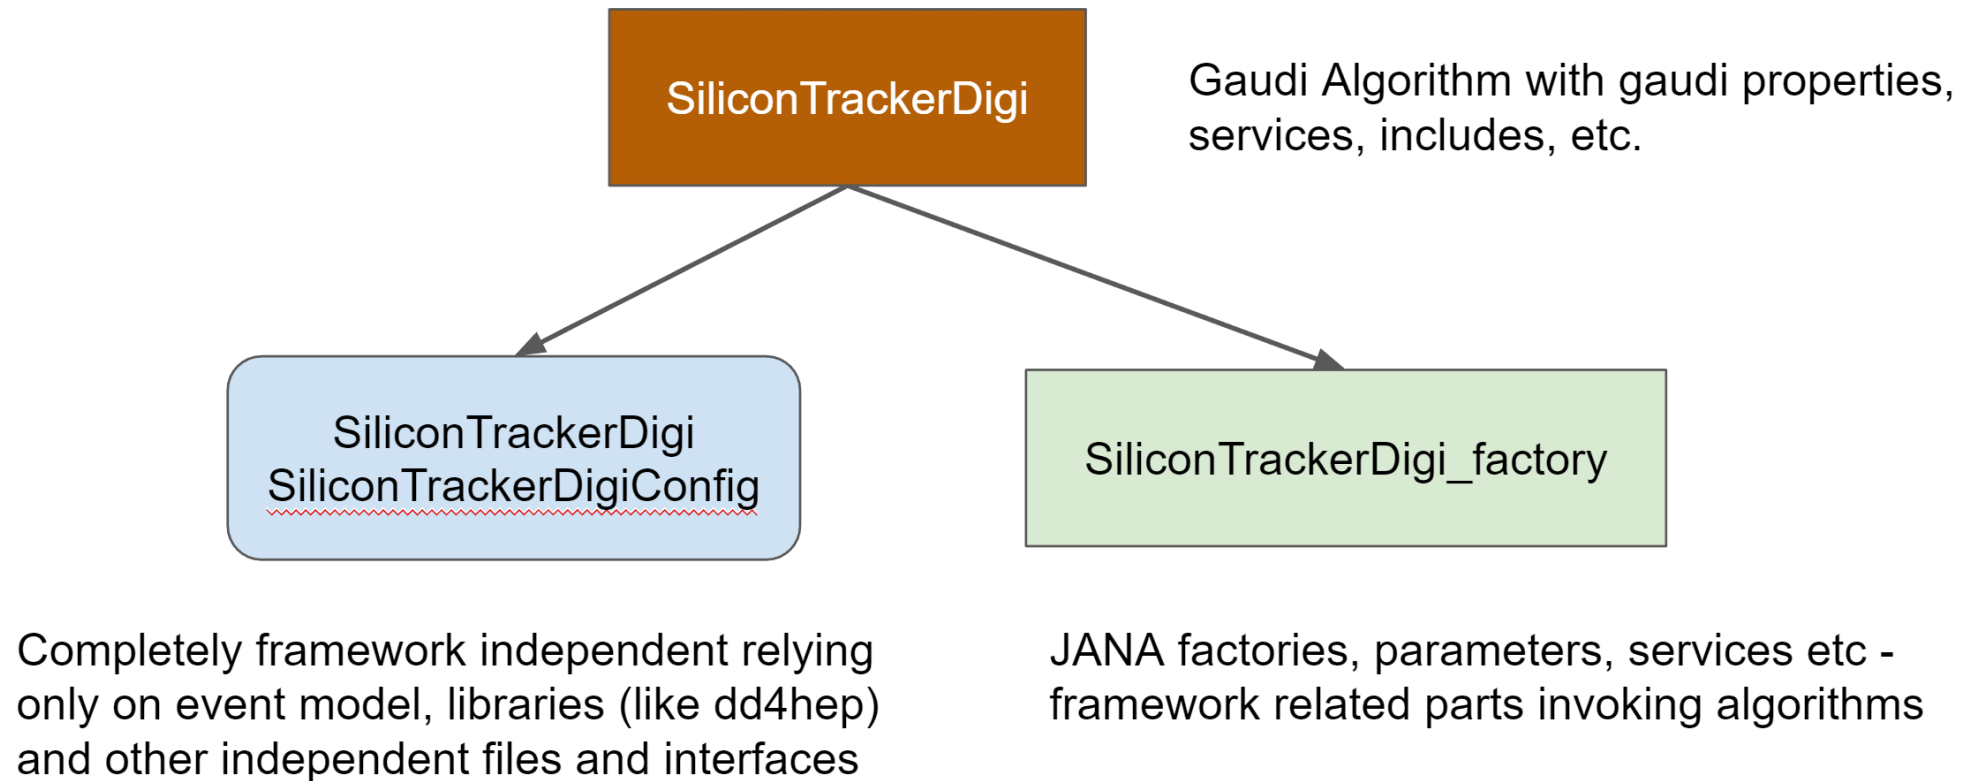 SiliconTrackerDigi
Gaudi Algorithm with gaudi properties,
services, includes, etc.
SiliconTrackerDigi
SiliconTrackerDigiConfig
SiliconTrackerDigi_factory
Completely framework independent relying
only on event model, libraries (like dd4hep)
and other independent files and interfaces
JANA factories, parameters, services etc -
framework related parts invoking algorithms